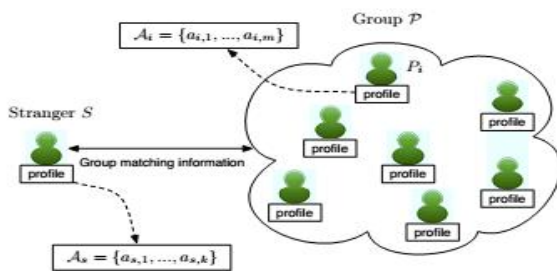 Group 𝒫
𝒜ᵢ = {aᵢ,₁, ..., aᵢ,ₘ}
Pᵢ
profile
profile
Stranger S
profile
profile
Group matching information
profile
profile
profile
profile
𝒜ₛ = {aₛ,₁, ..., aₛ,ₖ}